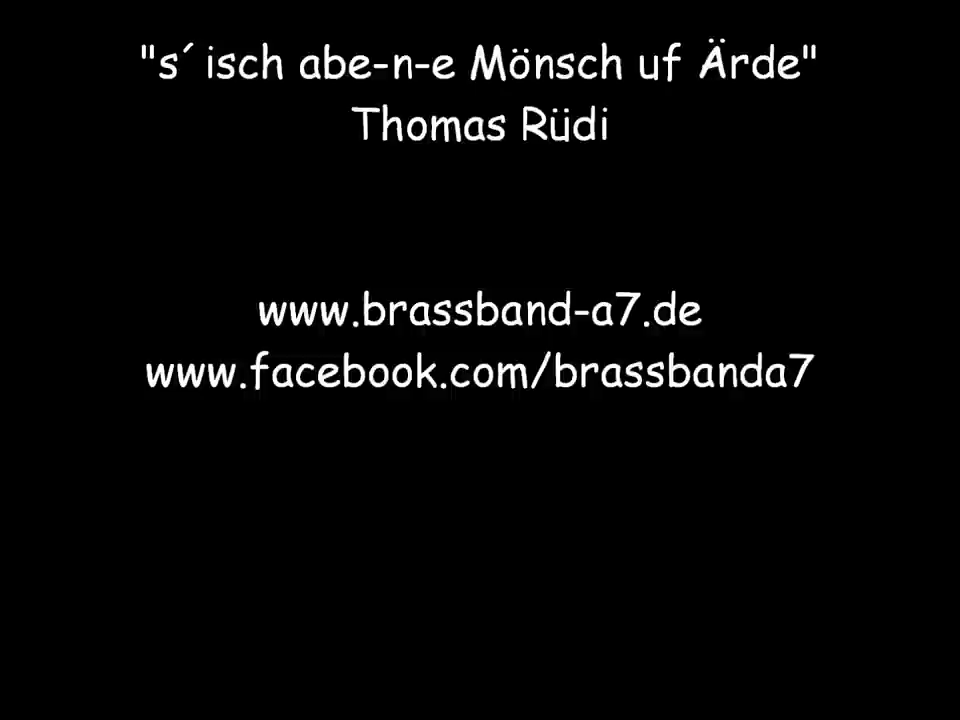 "s´isch abe-n-e Mönsch uf Ärde"
Thomas Rüdi
www.brassband-a7.de
www.facebook.com/brassbanda7